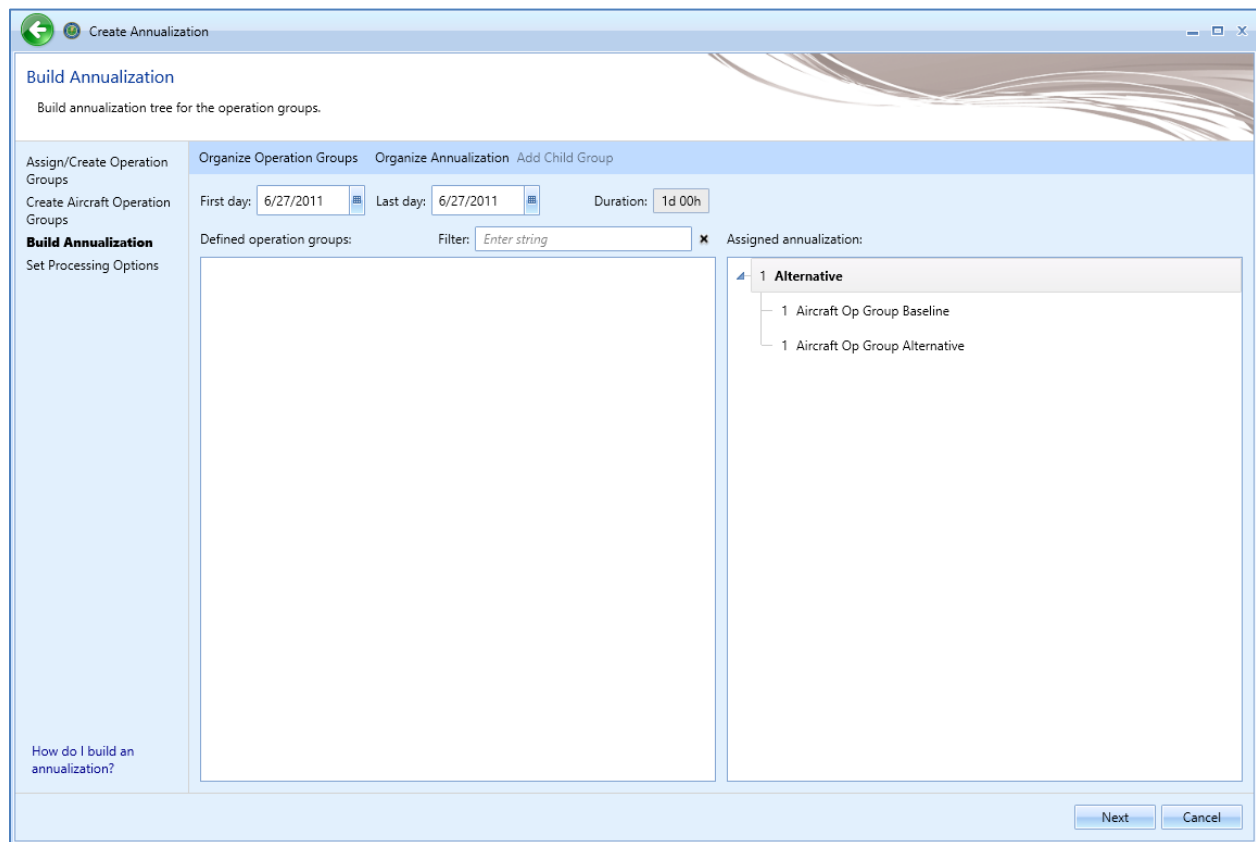 Create Annualization
Build Annualization
Build annualization tree for the operation groups.
Assign/Create Operation
Groups
Create Aircraft Operation
Groups
Build Annualization
Set Processing Options
How do I build an
annualization?
Organize Operation Groups Organize Annualization Add Child Group
First day: 6/27/2011 Last day: 6/27/2011 Duration: 1d 00h
Defined operation groups: Filter: Enter string Assigned annualization:
1 Alternative
1 Aircraft Op Group Baseline
1 Aircraft Op Group Alternative
Next Cancel